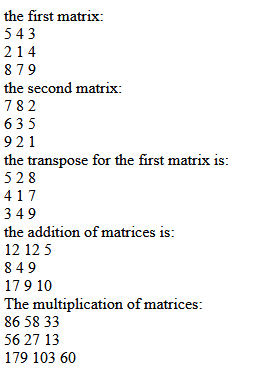 the first matrix:
5 4 3
2 1 4
8 7 9
the second matrix:
7 8 2
6 3 5
9 2 1
the transpose for the first matrix is:
5 2 8
4 1 7
3 4 9
the addition of matrices is:
12 12 5
8 4 9
17 9 10
The multiplication of matrices:
86 58 33
56 27 13
179 103 60